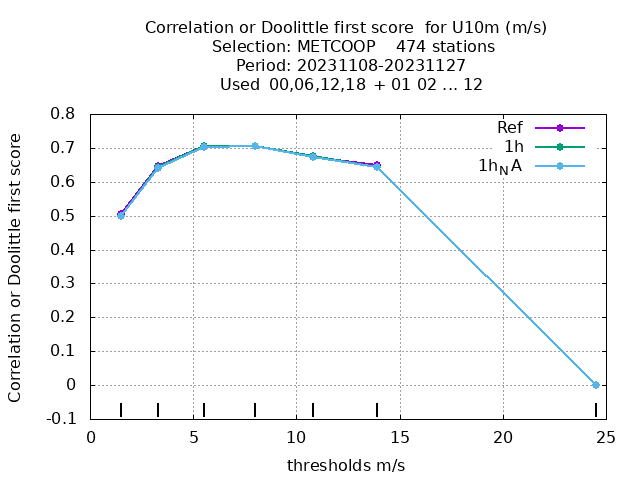 Correlation or Doolittle first score  for U10m (m/s)
Selection: METCOOP    474 stations
Period: 20231108-20231127
Used  00,06,12,18  + 01 02 ... 12
Correlation or Doolittle first score
0.8
0.7
0.6
0.5
0.4
0.3
0.2
0.1
0
-0.1
Ref
1h
1hNA
0 5 10 15 20 25
thresholds m/s